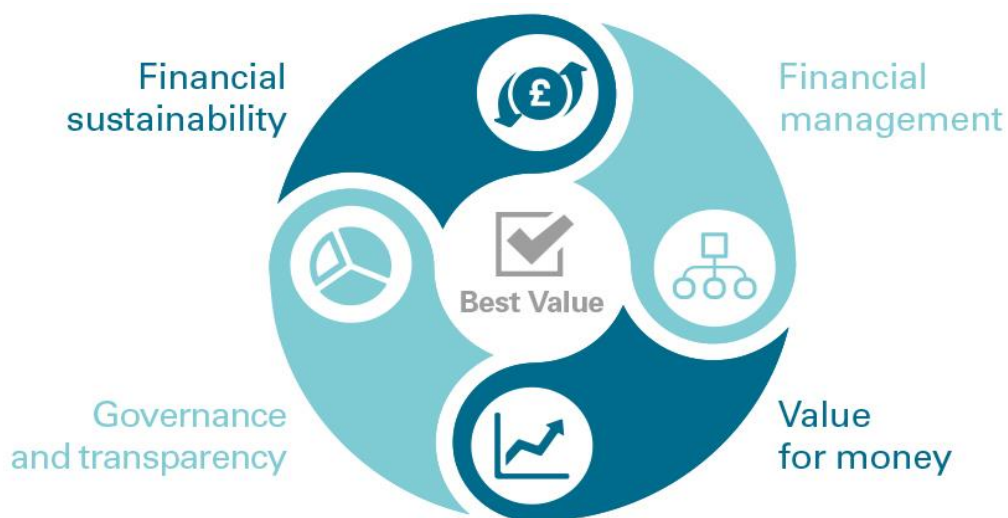 Financial
sustainability
Financial
management
£
Best Value
Governance
and transparency
Value
for money